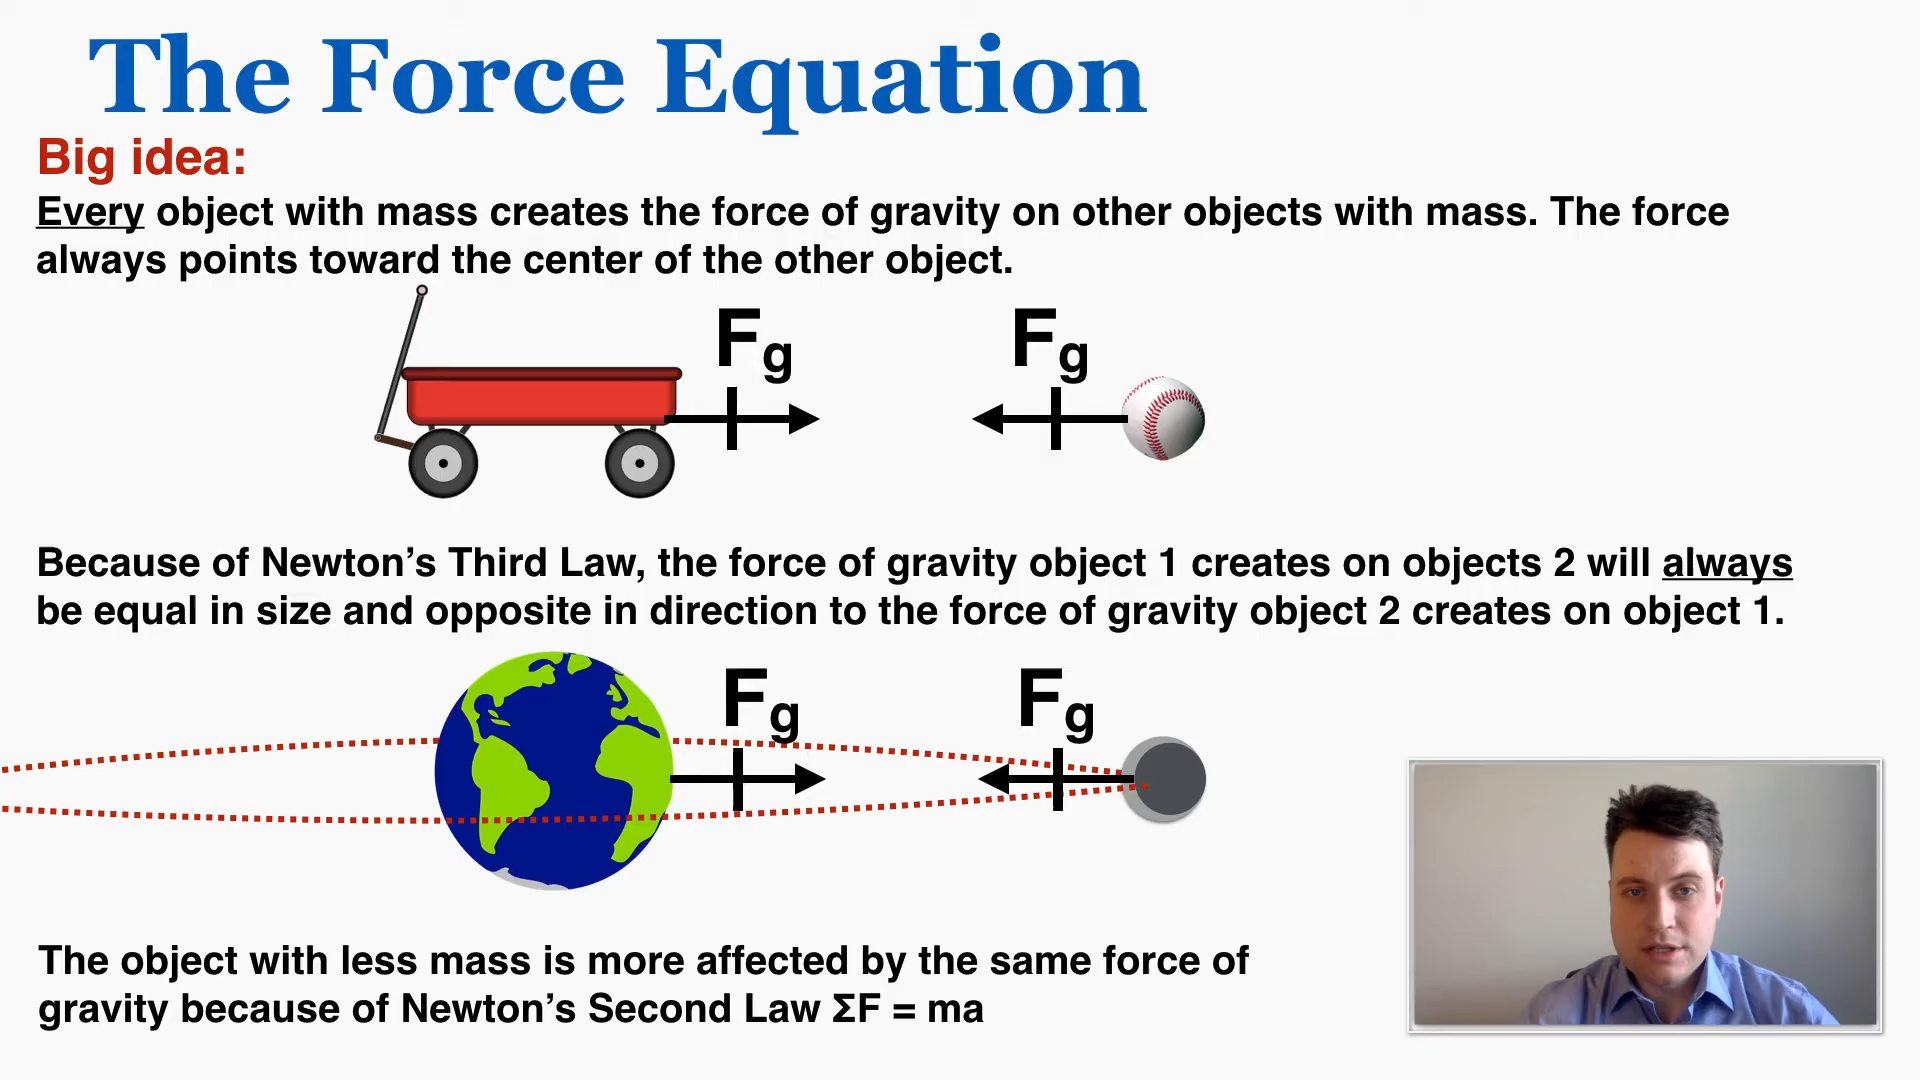 The Force Equation
Big idea:
Every object with mass creates the force of gravity on other objects with mass. The force
always points toward the center of the other object.
Fg Fg
Because of Newton’s Third Law, the force of gravity object 1 creates on objects 2 will always
be equal in size and opposite in direction to the force of gravity object 2 creates on object 1.
Fg Fg
The object with less mass is more affected by the same force of
gravity because of Newton’s Second Law ΣF = ma